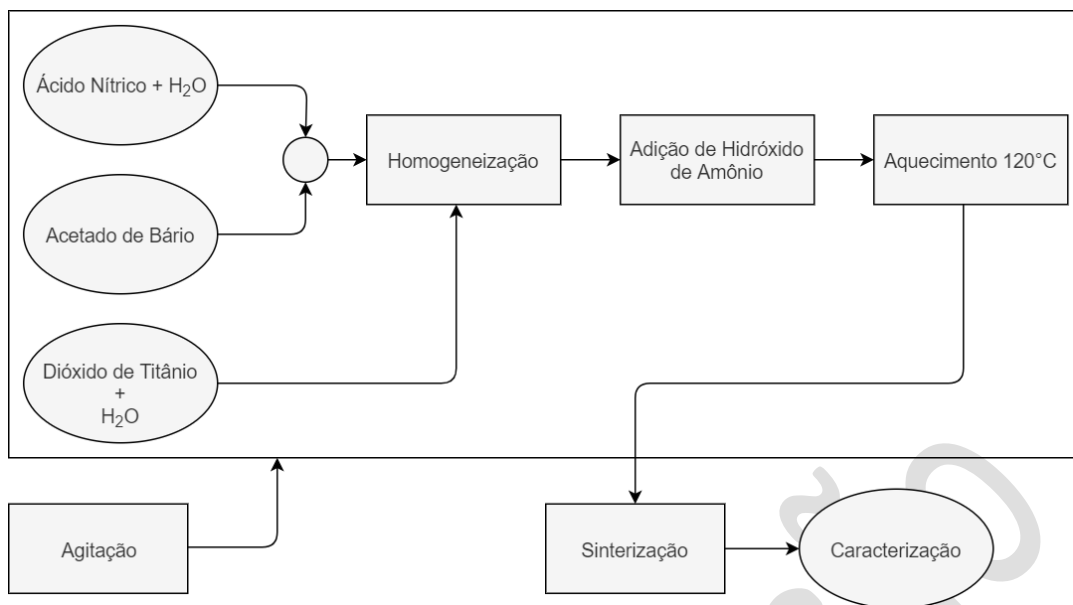 Ácido Nítrico + H₂O
Acetado de Bário
Dióxido de Titânio
+
H₂O
Homogeneização
Adição de Hidróxido
de Amônio
Aquecimento 120°C
Agitação
Sinterização
Caracterização